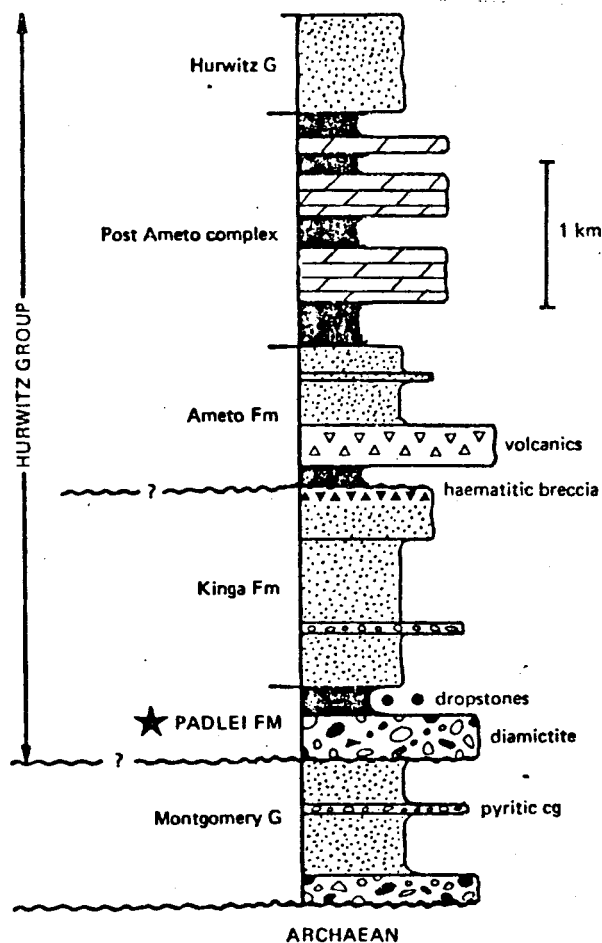 Hurwitz G
Post Ameto complex
1 km
HURWITZ GROUP
Ameto Fm
volcanics
?
haematitic breccia
Kinga Fm
dropstones
PADLEI FM
diamictite
?
Montgomery G
pyritic cg
ARCHAEAN